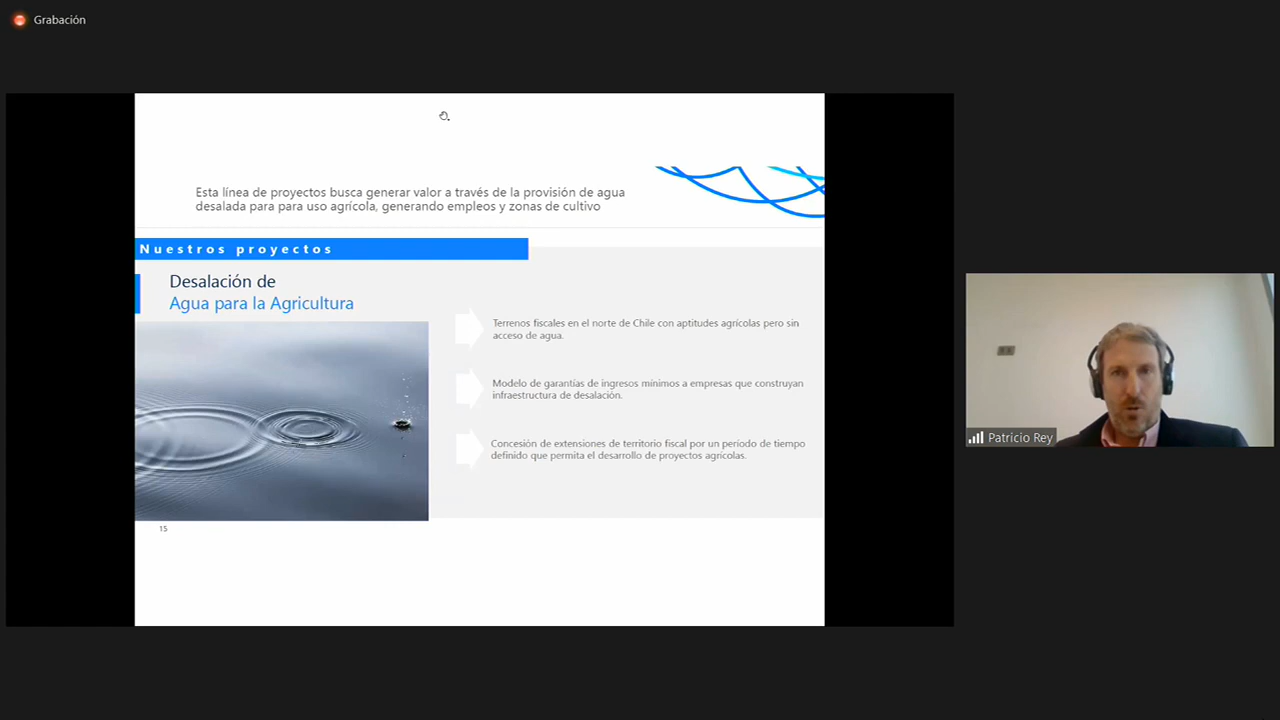 Grabación
Esta línea de proyectos busca generar valor a través de la provisión de agua
desalada para para uso agrícola, generando empleos y zonas de cultivo
Nuestros proyectos
Desalación de
Agua para la Agricultura
Terrenos fiscales en el norte de Chile con aptitudes agrícolas pero sin
acceso de agua.
Modelo de garantías de ingresos mínimos a empresas que construyan
infraestructura de desalación.
Concesión de extensiones de territorio fiscal por un período de tiempo
definido que permita el desarrollo de proyectos agrícolas.
15
Patricio Rey